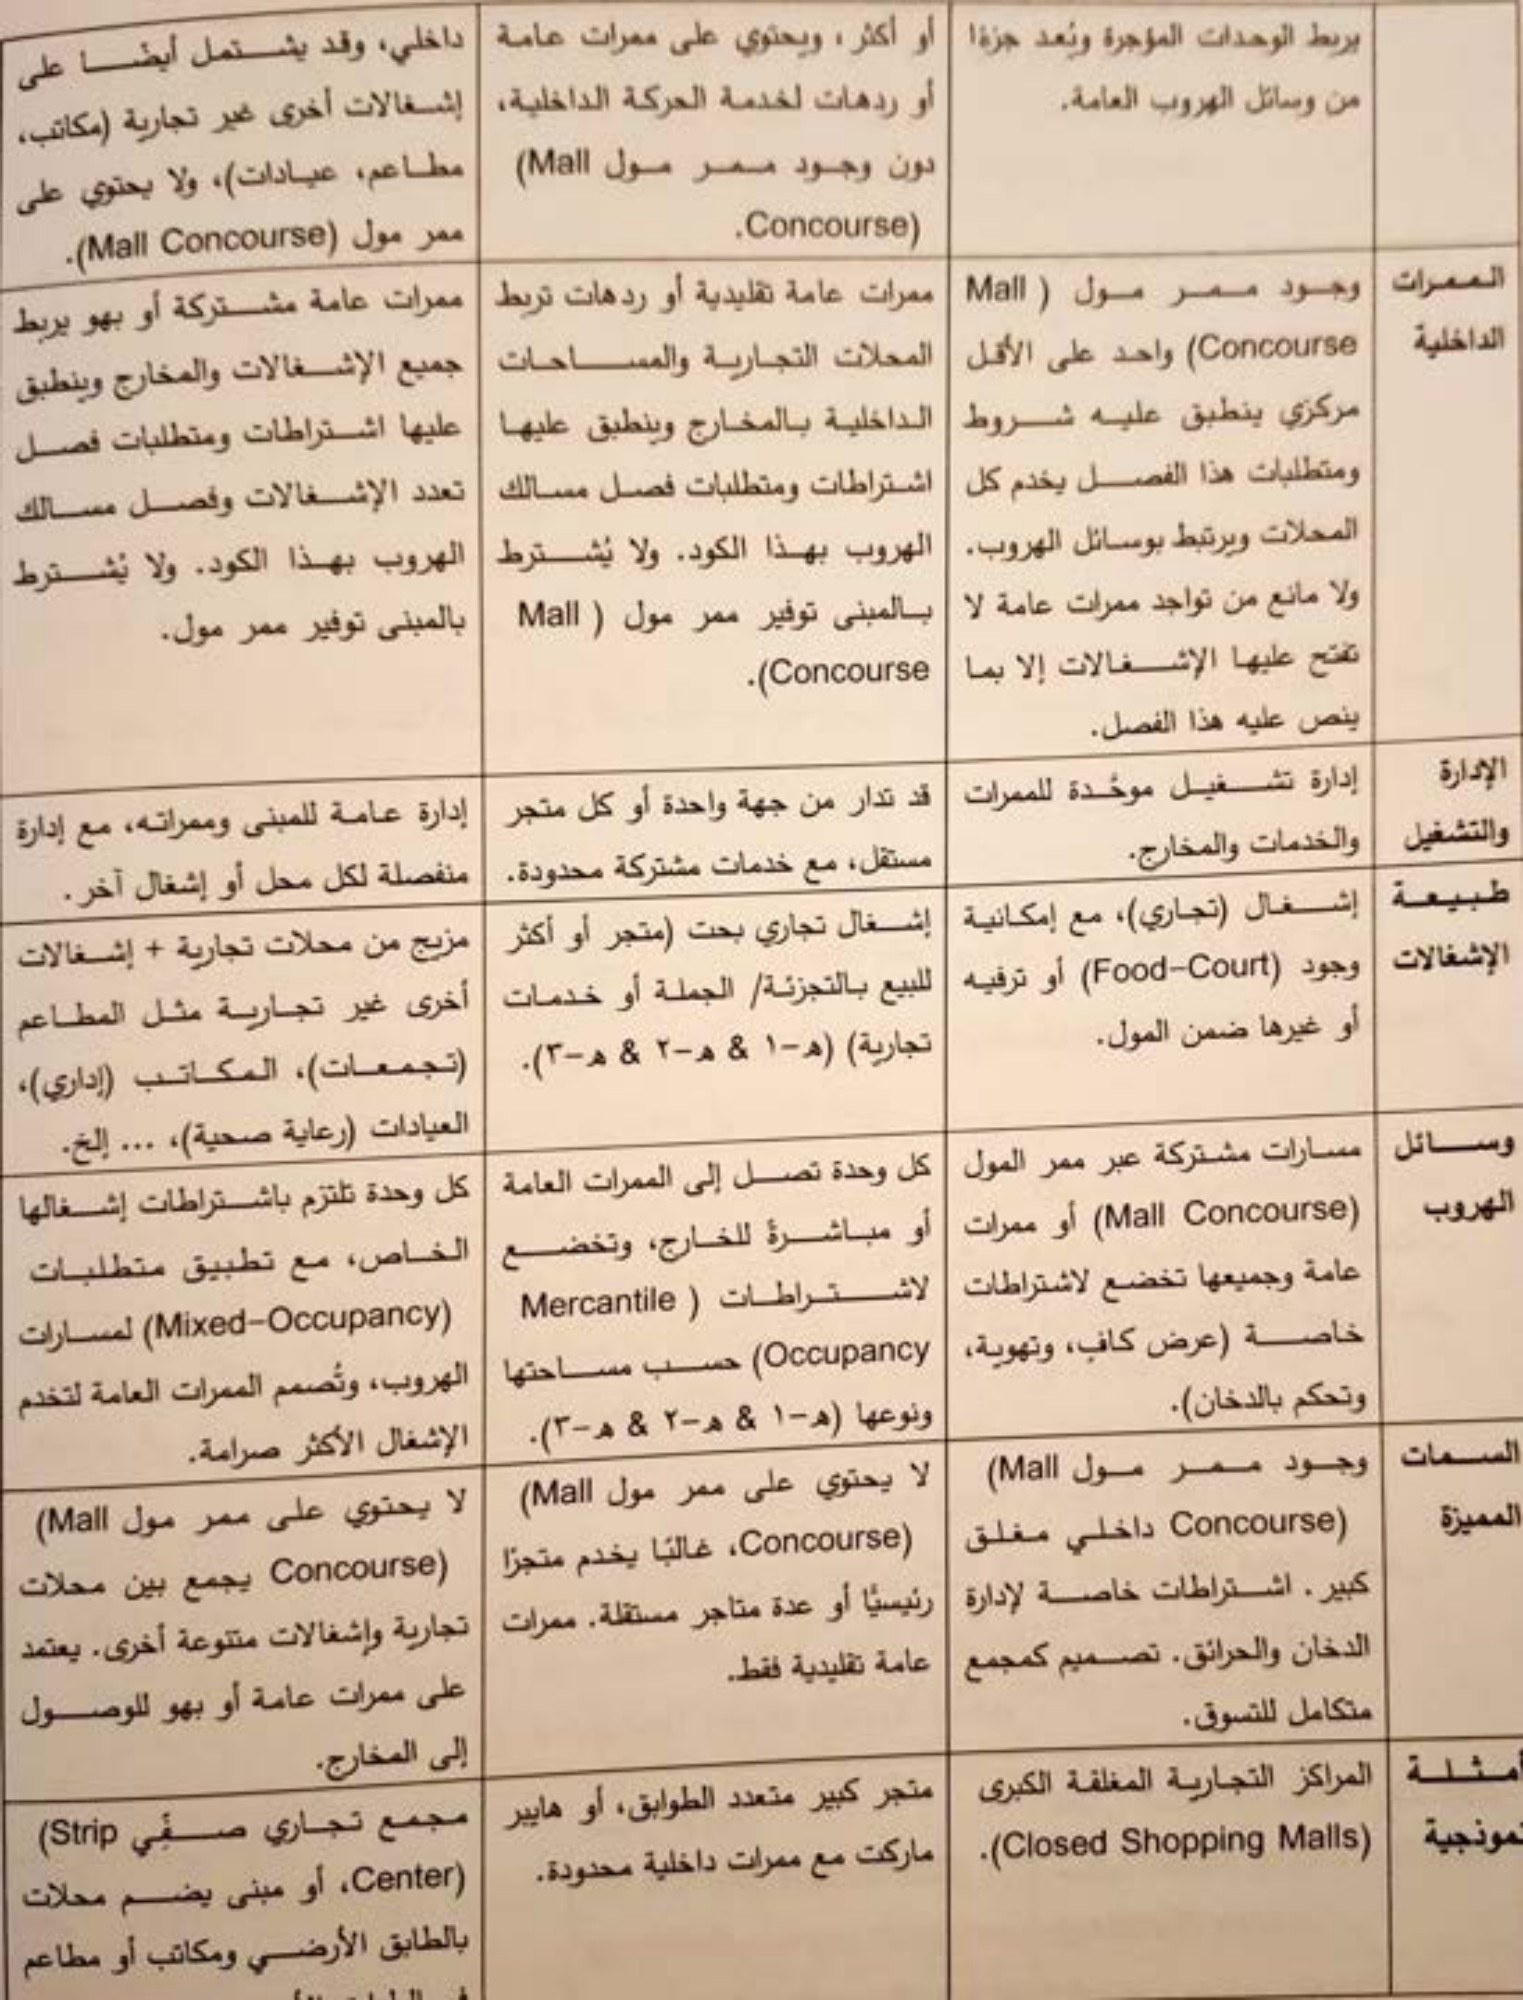 يربط الوحدات المؤجرة ويُعد جزءًا
من وسائل الهروب العامة.
أو أكثر، ويحتوي على ممرات عامة
أو ردهات لخدمة الحركة الداخلية،
دون وجود ممر مول (Mall
Concourse).
داخلي، وقد يشتمل أيضا على
إشغالات أخرى غير تجارية (مكاتب،
مطاعم، عيادات)، ولا يحتوي على
ممر مول (Mall Concourse).
الممرات
الداخلية
وجود ممر مول (Mall
Concourse) واحد على الأقل
مركزي ينطبق عليه شروط
ومتطلبات هذا الفصل يخدم كل
المحلات ويرتبط بوسائل الهروب.
ولا مانع من تواجد ممرات عامة لا
تفتح عليها الإشغالات إلا بما
ينص عليه هذا الفصل.
ممرات عامة تقليدية أو ردهات تربط
المحلات التجارية والمساحات
الداخلية بالمخارج وينطبق عليها
اشتراطات ومتطلبات فصل مسالك
الهروب بهذا الكود. ولا يُشترط
بالمبنى توفير ممر مول (Mall
Concourse).
ممرات عامة مشتركة أو بهو يربط
جميع الإشغالات والمخارج وينطبق
عليها اشتراطات ومتطلبات فصل
تعدد الإشغالات وفصل مسالك
الهروب بهذا الكود. ولا يُشترط
بالمبنى توفير ممر مول.
الإدارة
والتشغيل
إدارة تشغيل موحّدة للممرات
والخدمات والمخارج.
قد تدار من جهة واحدة أو كل متجر
مستقل، مع خدمات مشتركة محدودة.
إدارة عامة للمبنى وممراته، مع إدارة
منفصلة لكل محل أو إشغال آخر.
طبيعة
الإشغالات
إشغال (تجاري)، مع إمكانية
وجود (Food-Court) أو ترفيه
أو غيرها ضمن المول.
إشغال تجاري بحت (متجر أو أكثر
للبيع بالتجزئة/ الجملة أو خدمات
تجارية) (هـ-١ & هـ-٢ & هـ-٣).
مزيج من محلات تجارية + إشغالات
أخرى غير تجارية مثل المطاعم
(تجمعات)، المكاتب (إداري)،
العيادات (رعاية صحية)، ... إلخ.
وسائل
الهروب
مسارات مشتركة عبر ممر المول
(Mall Concourse) أو ممرات
عامة وجميعها تخضع لاشتراطات
خاصة (عرض كافٍ، وتهوية،
وتحكم بالدخان).
كل وحدة تصل إلى الممرات العامة
أو مباشرةً للخارج، وتخضع
لاشتراطات (Mercantile
Occupancy) حسب مساحتها
ونوعها (هـ-١ & هـ-٢ & هـ-٣).
كل وحدة تلتزم باشتراطات إشغالها
الخاص، مع تطبيق متطلبات
(Mixed-Occupancy) لمسارات
الهروب، وتُصمم الممرات العامة لتخدم
الإشغال الأكثر صرامة.
السمات
المميزة
وجود ممر مول (Mall
Concourse) داخلي مغلق
كبير. اشتراطات خاصة لإدارة
الدخان والحرائق. تصميم كمجمع
متكامل للتسوق.
لا يحتوي على ممر مول (Mall
Concourse)، غالبًا يخدم متجرًا
رئيسيًا أو عدة متاجر مستقلة. ممرات
عامة تقليدية فقط.
لا يحتوي على ممر مول (Mall
Concourse) يجمع بين محلات
تجارية وإشغالات متنوعة أخرى. يعتمد
على ممرات عامة أو بهو للوصول
إلى المخارج.
أمثلة
نموذجية
المراكز التجارية المغلقة الكبرى
(Closed Shopping Malls).
متجر كبير متعدد الطوابق، أو هايبر
ماركت مع ممرات داخلية محدودة.
مجمع تجاري صفّي (Strip
Center)، أو مبنى يضم محلات
بالطابق الأرضي ومكاتب أو مطاعم